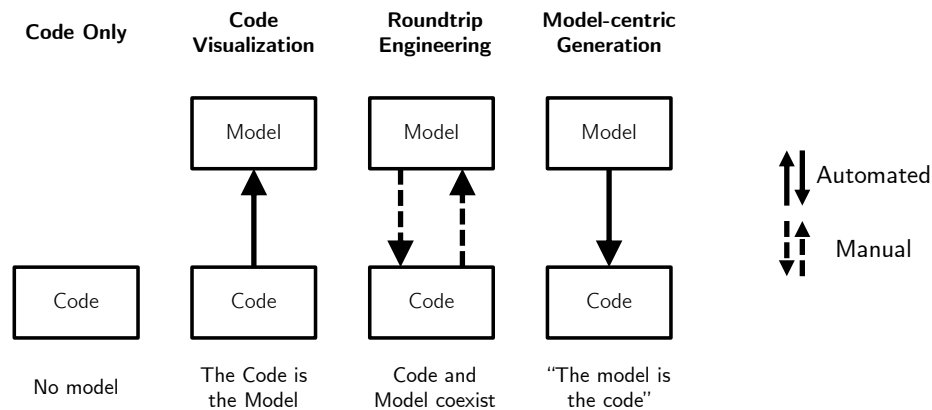 Code Only
Code
Visualization
Roundtrip
Engineering
Model-centric
Generation
Model
Model
Model
Automated
Manual
Code
Code
Code
Code
No model
The Code is
the Model
Code and
Model coexist
“The model is
the code”